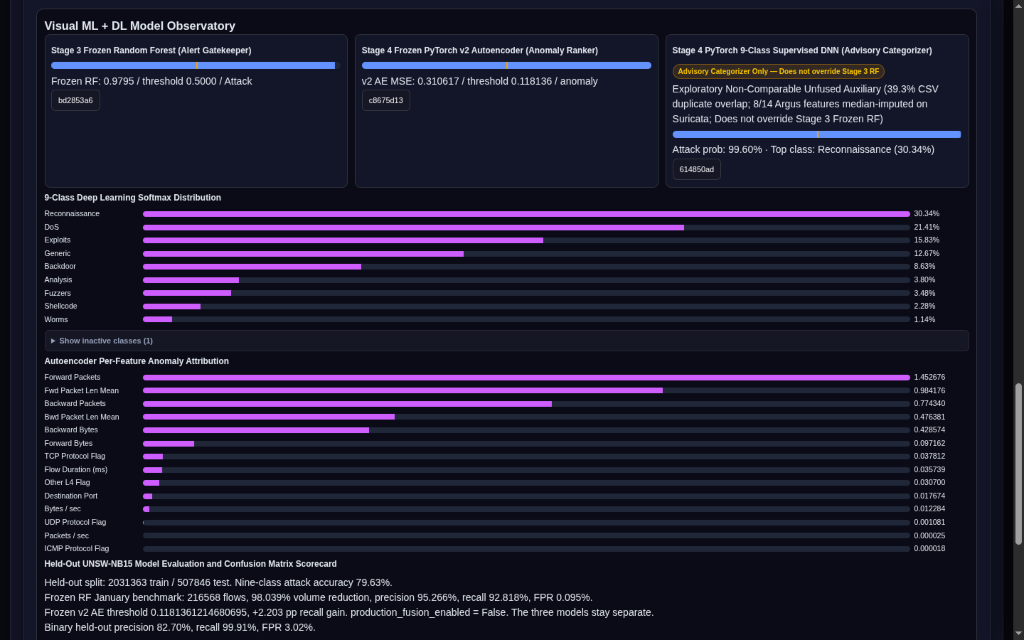 Visual ML + DL Model Observatory
Stage 3 Frozen Random Forest (Alert Gatekeeper)
Frozen RF: 0.9795 / threshold 0.5000 / Attack
bd2853a6
Stage 4 Frozen PyTorch v2 Autoencoder (Anomaly Ranker)
v2 AE MSE: 0.310617 / threshold 0.118136 / anomaly
c8675d13
Stage 4 PyTorch 9-Class Supervised DNN (Advisory Categorizer)
Advisory Categorizer Only — Does not override Stage 3 RF
Exploratory Non-Comparable Unfused Auxiliary (39.3% CSV
duplicate overlap; 8/14 Argus features median-imputed on
Suricata; Does not override Stage 3 Frozen RF)
Attack prob: 99.60% · Top class: Reconnaissance (30.34%)
614850ad
9-Class Deep Learning Softmax Distribution
Reconnaissance 30.34%
DoS 21.41%
Exploits 15.83%
Generic 12.67%
Backdoor 8.63%
Analysis 3.80%
Fuzzers 3.48%
Shellcode 2.28%
Worms 1.14%
▶ Show inactive classes (1)
Autoencoder Per-Feature Anomaly Attribution
Forward Packets 1.452676
Fwd Packet Len Mean 0.984176
Backward Packets 0.774340
Bwd Packet Len Mean 0.476381
Backward Bytes 0.428574
Forward Bytes 0.097162
TCP Protocol Flag 0.037812
Flow Duration (ms) 0.035739
Other L4 Flag 0.030700
Destination Port 0.017674
Bytes / sec 0.012284
UDP Protocol Flag 0.001081
Packets / sec 0.000025
ICMP Protocol Flag 0.000018
Held-Out UNSW-NB15 Model Evaluation and Confusion Matrix Scorecard
Held-out split: 2031363 train / 507846 test. Nine-class attack accuracy 79.63%.
Frozen RF January benchmark: 216568 flows, 98.039% volume reduction, precision 95.266%, recall 92.818%, FPR 0.095%.
Frozen v2 AE threshold 0.1181361214680695, +2.203 pp recall gain. production_fusion_enabled = False. The three models stay separate.
Binary held-out precision 82.70%, recall 99.91%, FPR 3.02%.